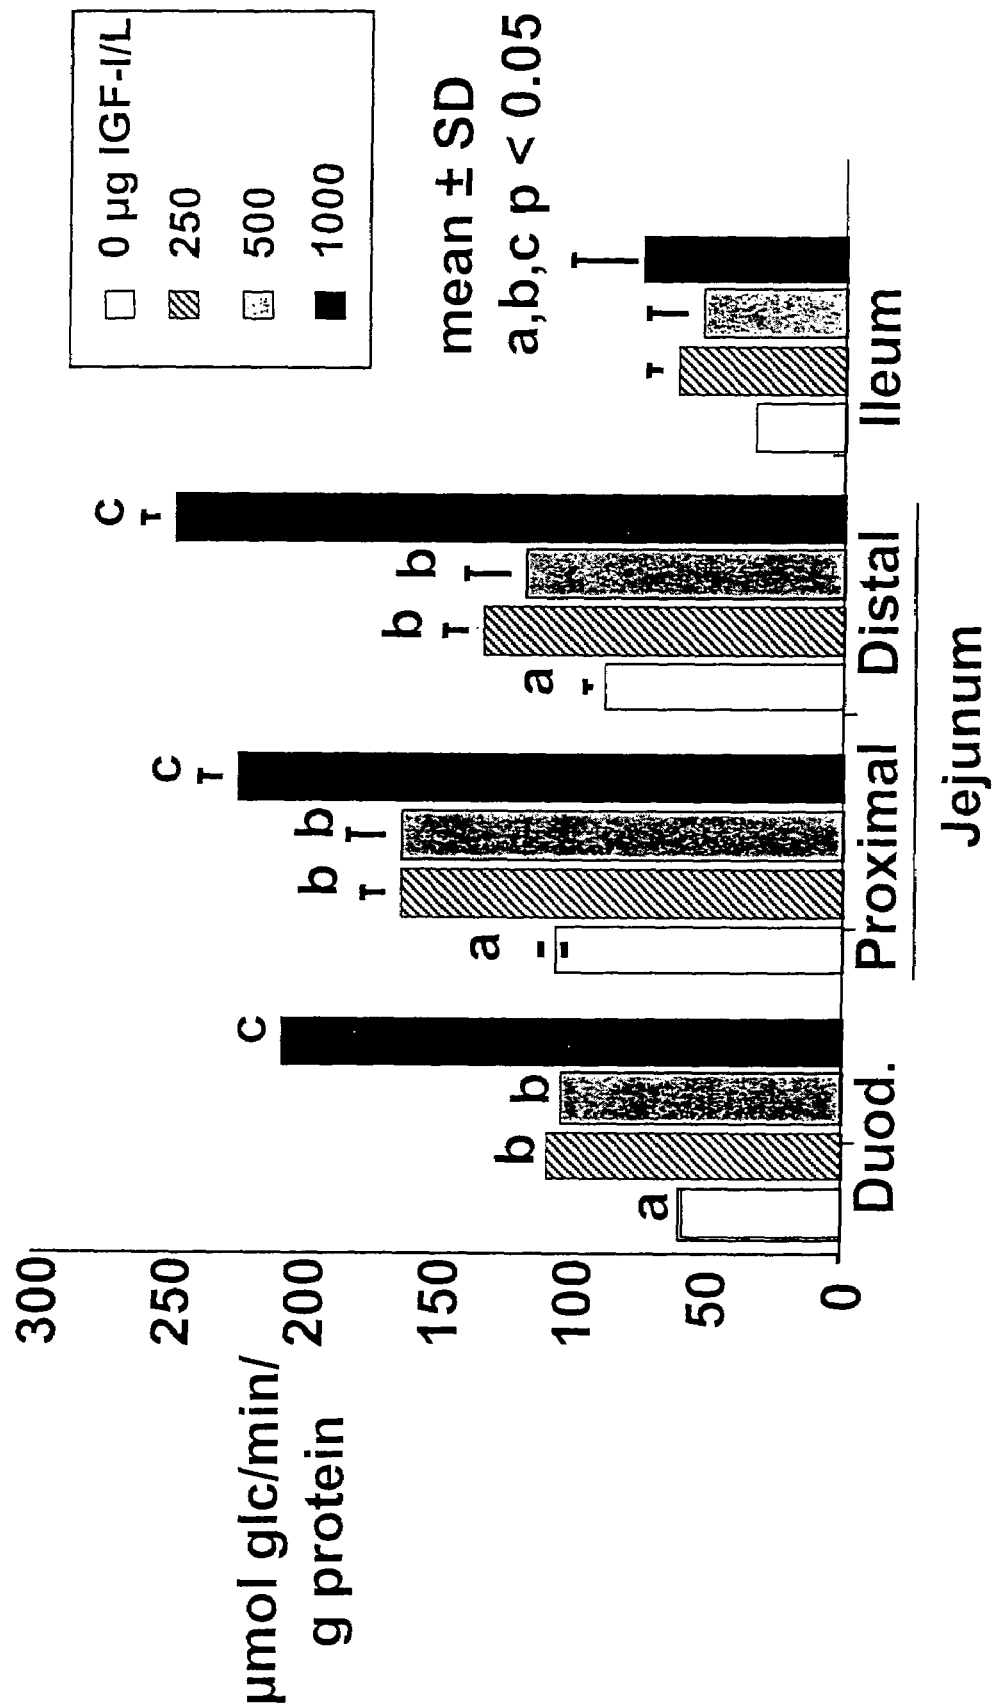 300
250
200
150
100
50
0
µmol glc/min/
g protein
0 µg IGF-I/L
250
500
1000
mean ± SD
a,b,c p < 0.05
a
b
b
c
a
b
b
c
a
b
b
c
Duod.
Proximal
Distal
Ileum
Jejunum